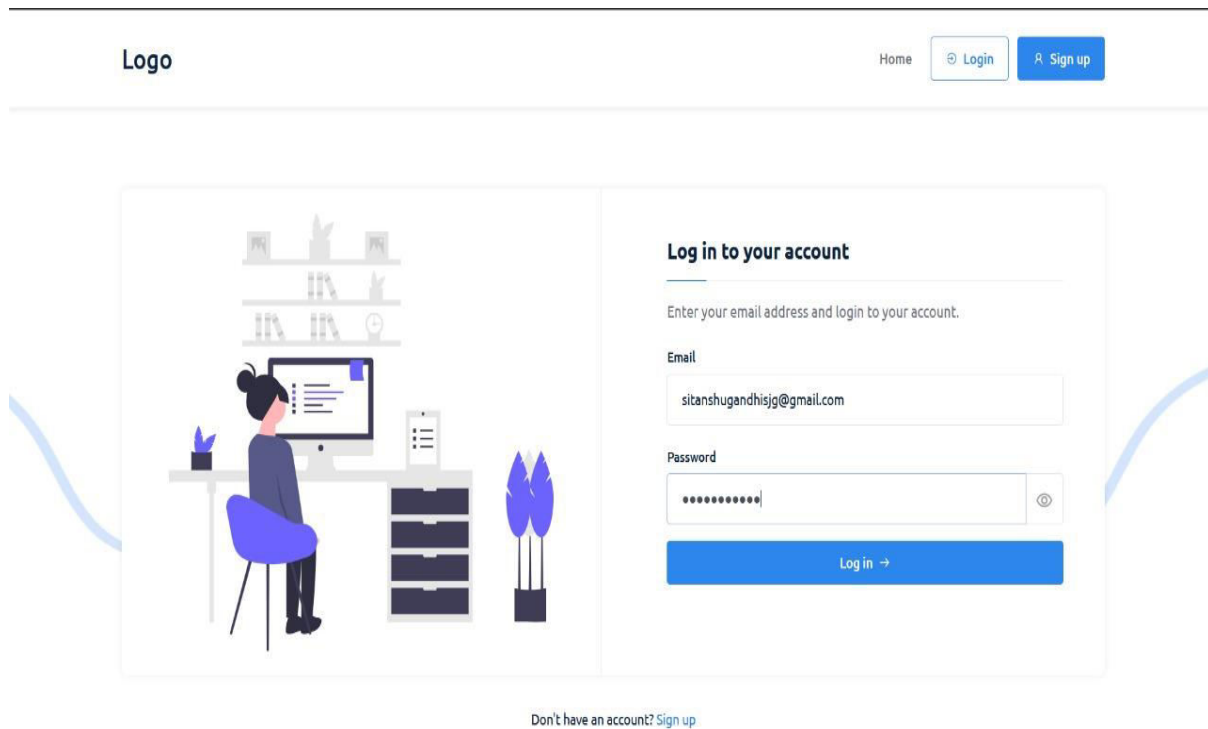 Logo
Home Login Sign up
Log in to your account
Enter your email address and login to your account.
Email
sitanshugandhisjg@gmail.com
Password
•••••••••••
Log in →
Don't have an account? Sign up